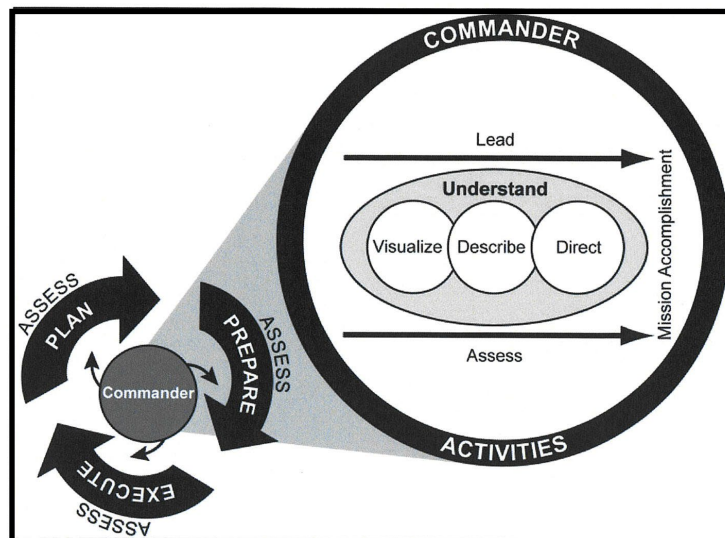 COMMANDER
Lead
Understand
Visualize
Describe
Direct
Mission Accomplishment
Assess
ACTIVITIES
ASSESS
PLAN
PREPARE
ASSESS
Commander
EXECUTE
ASSESS